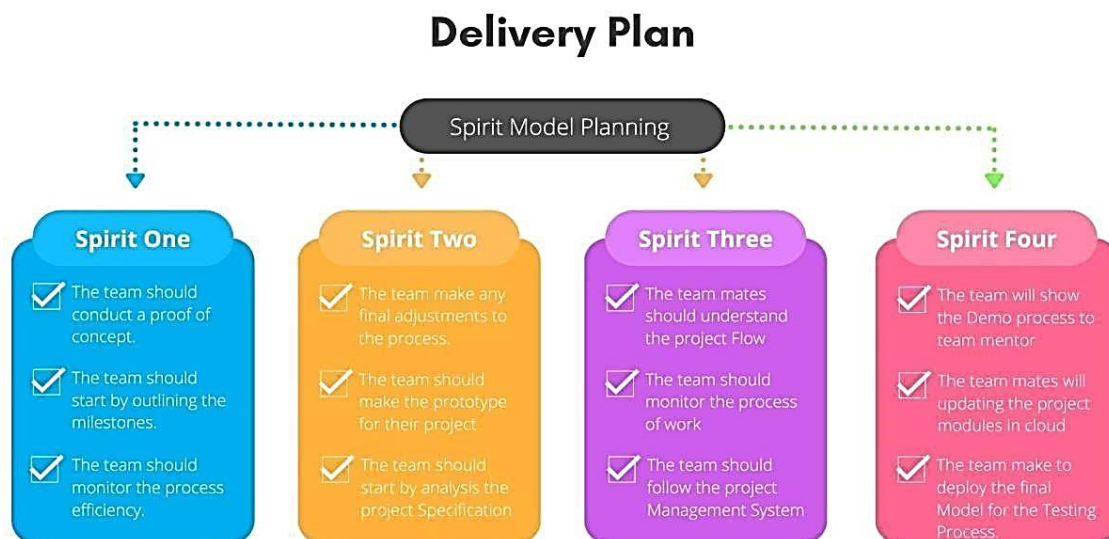 Delivery Plan
Spirit Model Planning
Spirit One
The team should
conduct a proof of
concept.
The team should
start by outlining the
milestones.
The team should
monitor the process
efficiency.
Spirit Two
The team make any
final adjustments to
the process.
The team should
make the prototype
for their project
The team should
start by analysis the
project Specification
Spirit Three
The team mates
should understand
the project Flow
The team should
monitor the process
of work
The team should
follow the project
Management System
Spirit Four
The team will show
the Demo process to
team mentor
The team mates will
updating the project
modules in cloud
The team make to
deploy the final
Model for the Testing
Process.